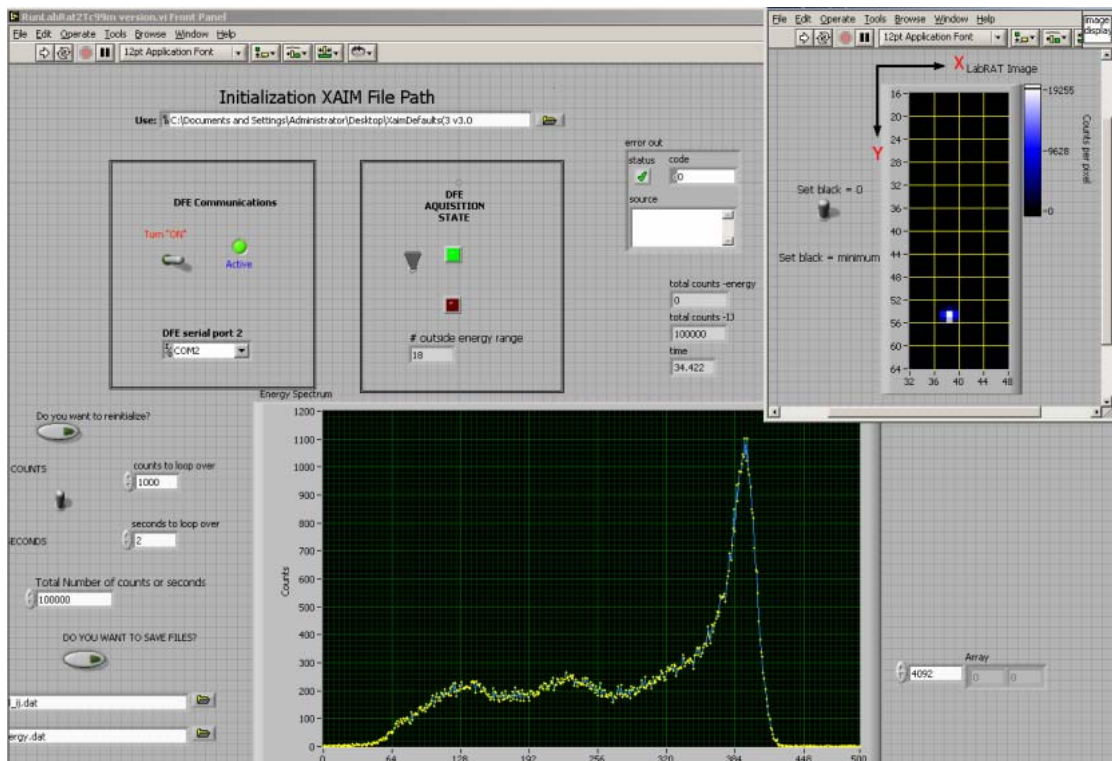 RunLabRat2Tc99m version.vi Front Panel
File Edit Operate Tools Browse Window Help
12pt Application Font
Initialization XAIM File Path
Use: C:\Documents and Settings\Administrator\Desktop\XaimDefaults(3 v3.0
DFE Communications
Turn "ON"
Active
DFE serial port 2
COM2
DFE
AQUISITION
STATE
# outside energy range
18
error out
status code
0
source
total counts -energy
0
total counts -IJ
100000
time
34.422
File Edit Operate Tools Browse Window Help
image
display
12pt Application Font
X LabRAT Image
Y
Set black = 0
Set black = minimum
16
20
24
28
32
36
40
44
48
52
56
60
64
32 36 40 44 48
19255
9628
0
Counts per pixel
Do you want to reinitialize?
COUNTS
counts to loop over
1000
seconds to loop over
SECONDS
2
Total Number of counts or seconds
100000
DO YOU WANT TO SAVE FILES?
_ij.dat
ergy.dat
Energy Spectrum
1200
1100
1000
900
800
700
600
500
400
300
200
100
0
Counts
0 64 128 192 256 320 384 448 500
Array
4092
0 0